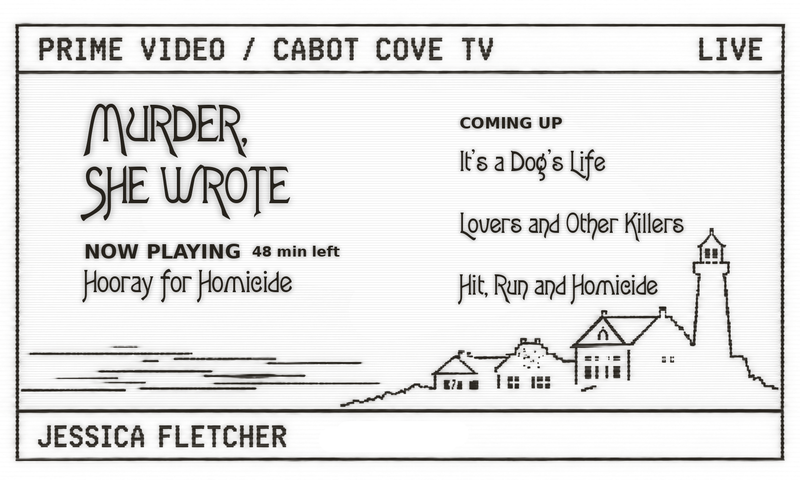 PRIME VIDEO / CABOT COVE TV LIVE
MURDER,
SHE WROTE
NOW PLAYING 48 min left
Hooray for Homicide
COMING UP
It's a Dog's Life
Lovers and Other Killers
Hit, Run and Homicide
JESSICA FLETCHER